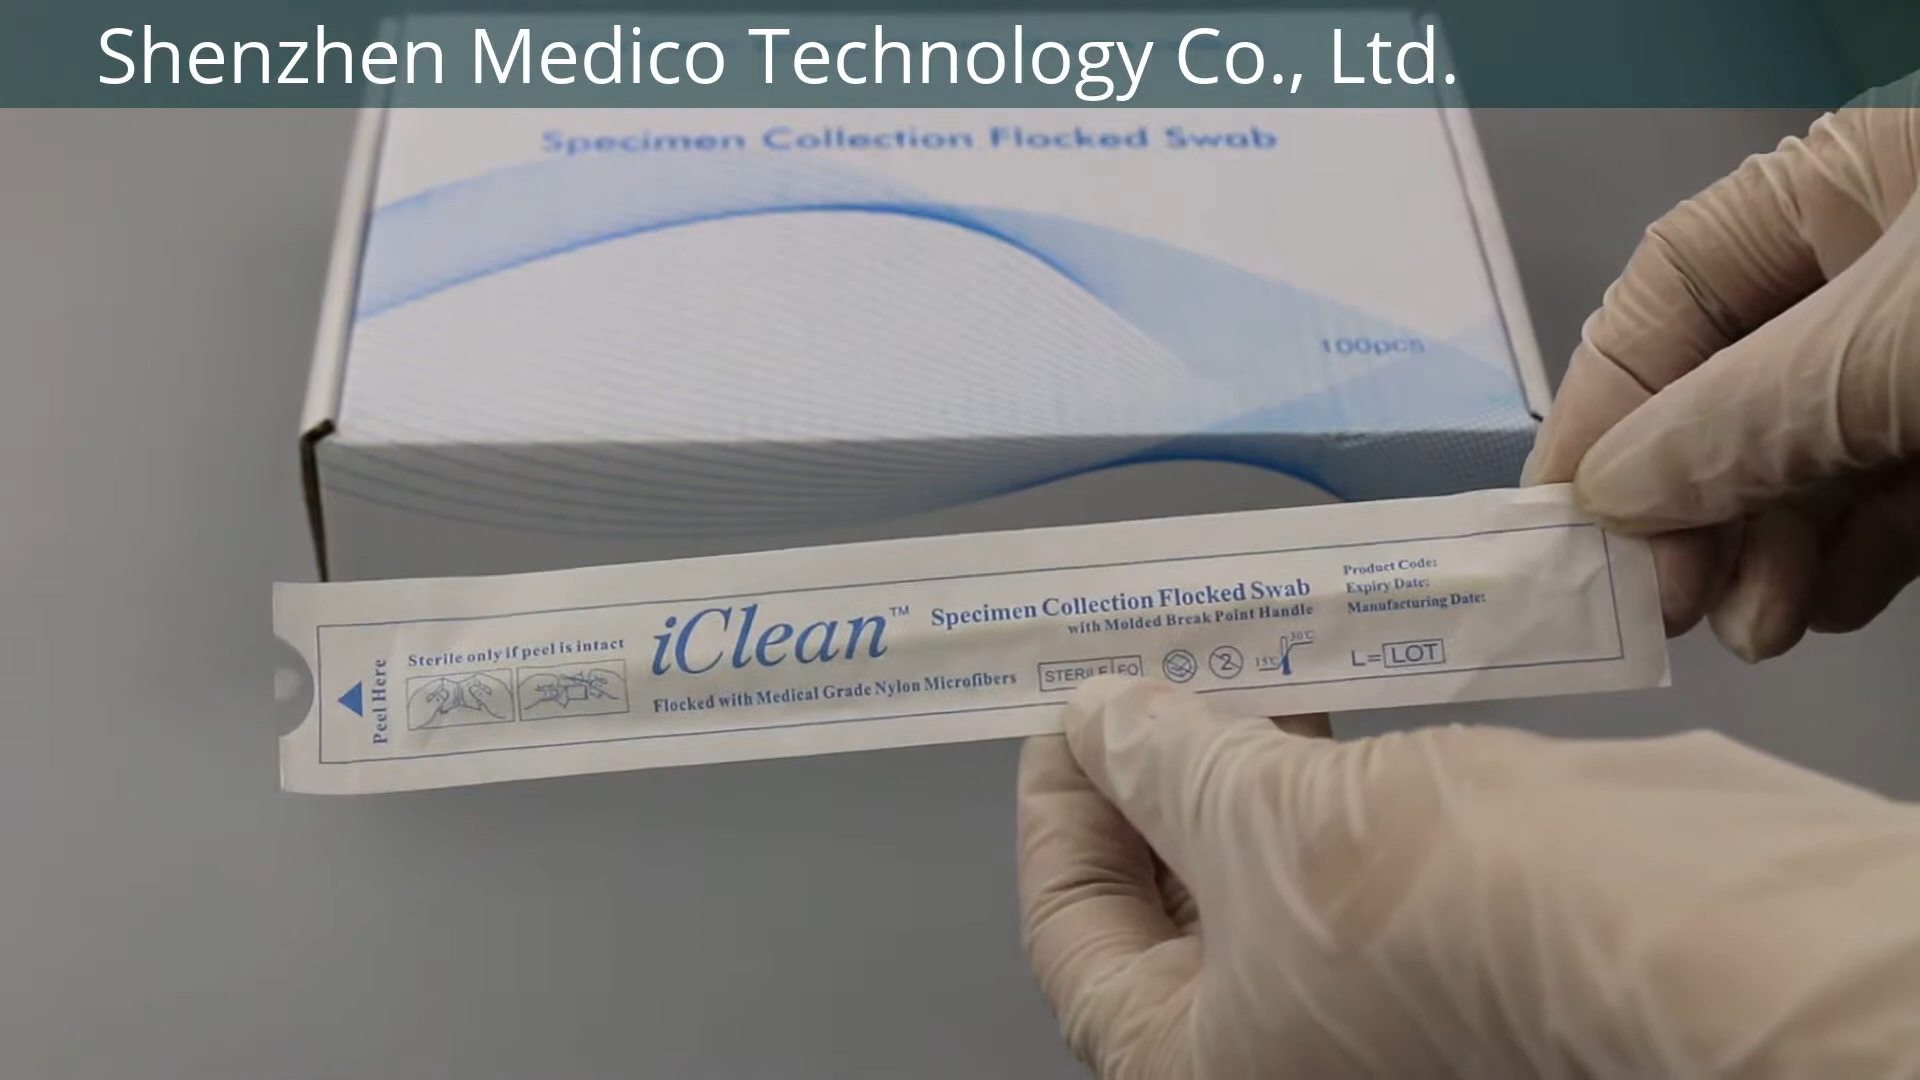 Shenzhen Medico Technology Co., Ltd.
Specimen Collection Flocked Swab
100pcs
Peel Here
Sterile only if peel is intact
iClean™
Flocked with Medical Grade Nylon Microfibers
Specimen Collection Flocked Swab
with Molded Break Point Handle
STERILE EO
2
15℃
30℃
Product Code:
Expiry Date:
Manufacturing Date:
L=LOT